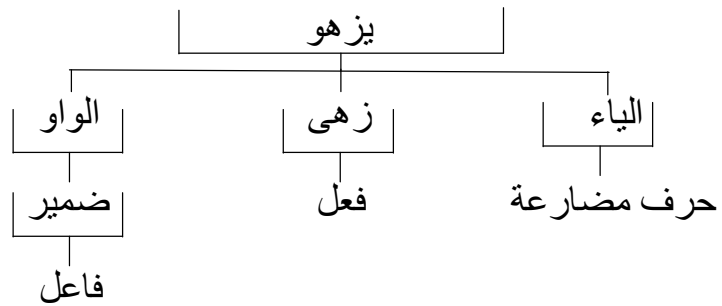 يزهو
الياء زهى الواو
حرف مضارعة فعل ضمير
فاعل